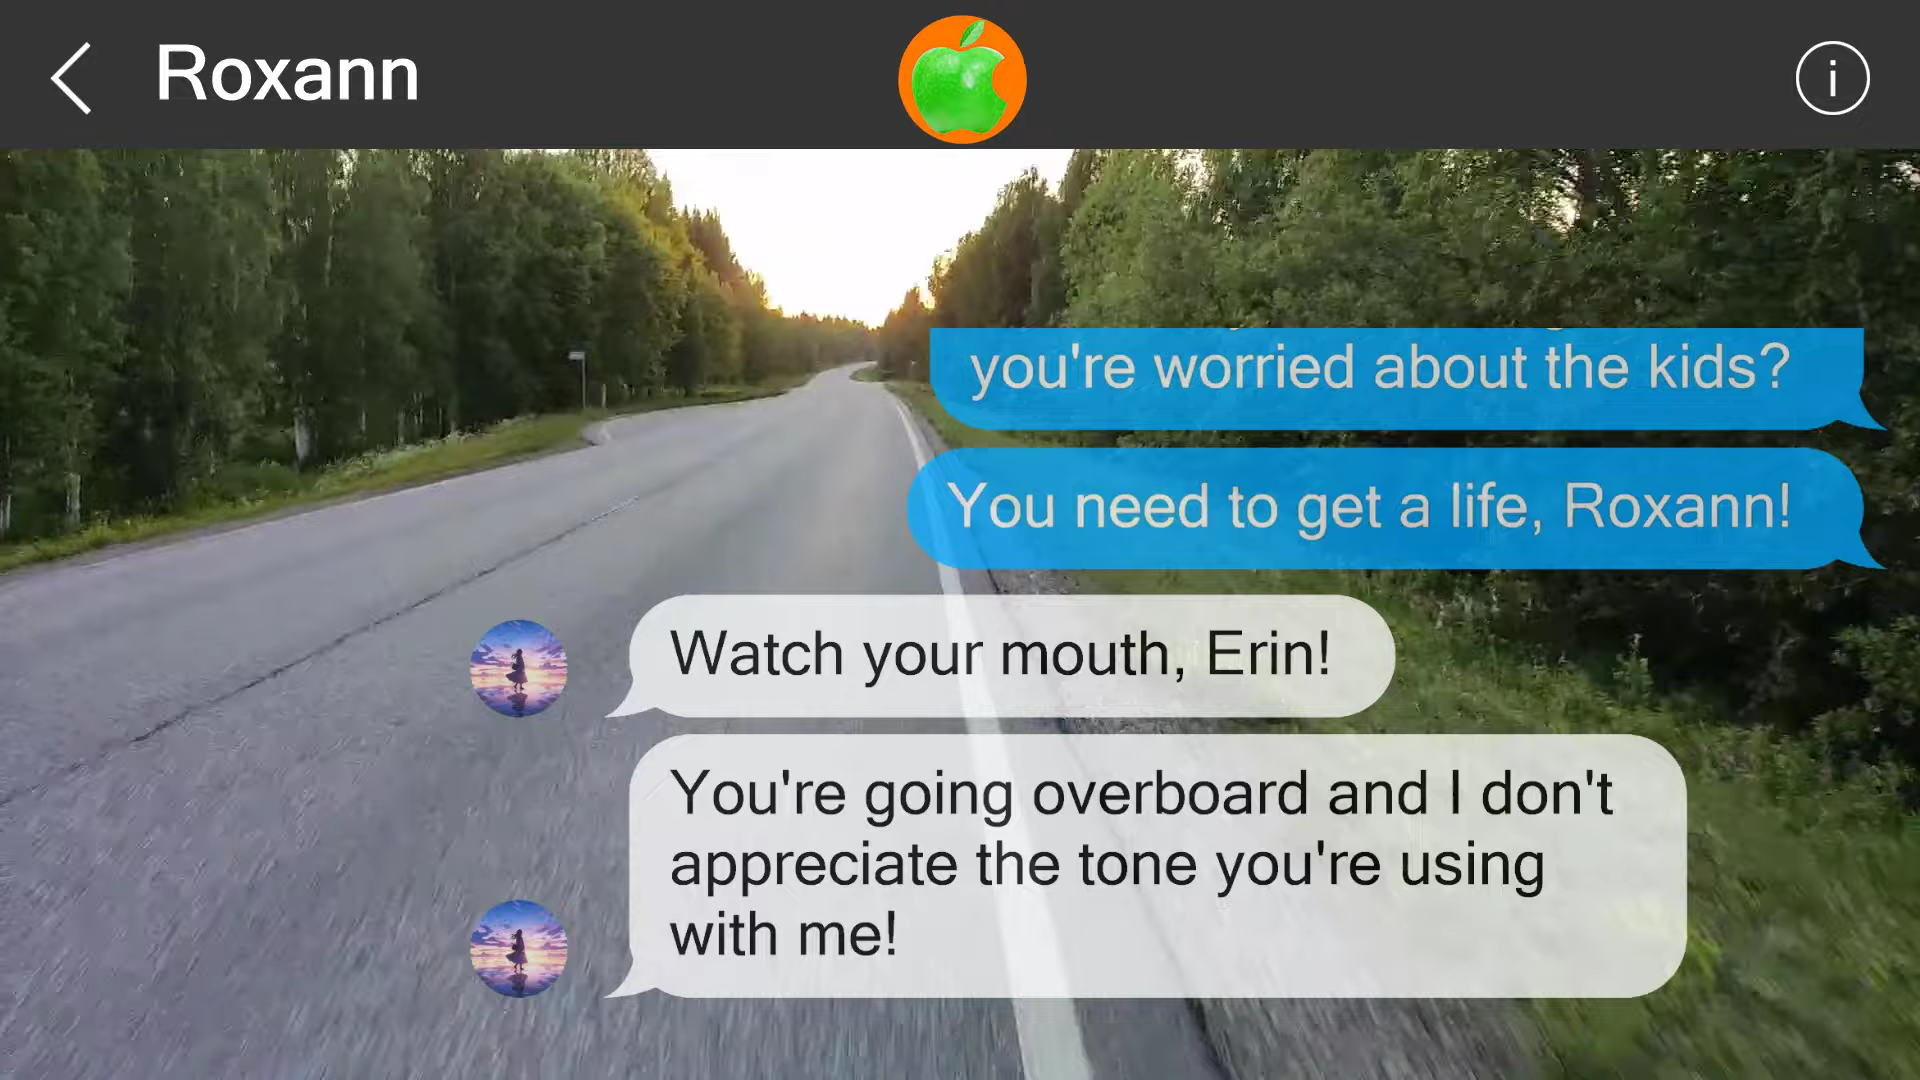 Roxann
i
you're worried about the kids?
You need to get a life, Roxann!
Watch your mouth, Erin!
You're going overboard and I don't
appreciate the tone you're using
with me!